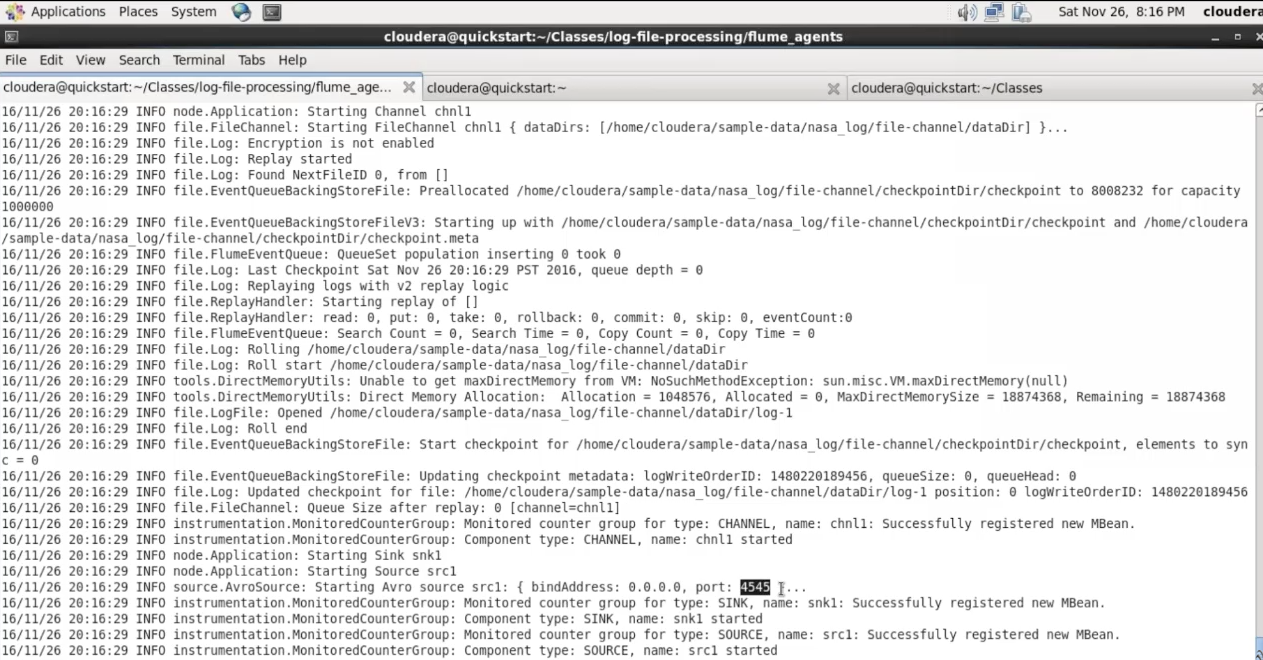 Applications Places System Sat Nov 26, 8:16 PM cloudera
cloudera@quickstart:~/Classes/log-file-processing/flume_agents
File Edit View Search Terminal Tabs Help
cloudera@quickstart:~/Classes/log-file-processing/flume_age... cloudera@quickstart:~ cloudera@quickstart:~/Classes
16/11/26 20:16:29 INFO node.Application: Starting Channel chnl1
16/11/26 20:16:29 INFO file.FileChannel: Starting FileChannel chnl1 { dataDirs: [/home/cloudera/sample-data/nasa_log/file-channel/dataDir] }...
16/11/26 20:16:29 INFO file.Log: Encryption is not enabled
16/11/26 20:16:29 INFO file.Log: Replay started
16/11/26 20:16:29 INFO file.Log: Found NextFileID 0, from []
16/11/26 20:16:29 INFO file.EventQueueBackingStoreFile: Preallocated /home/cloudera/sample-data/nasa_log/file-channel/checkpointDir/checkpoint to 8008232 for capacity
1000000
16/11/26 20:16:29 INFO file.EventQueueBackingStoreFileV3: Starting up with /home/cloudera/sample-data/nasa_log/file-channel/checkpointDir/checkpoint and /home/cloudera
/sample-data/nasa_log/file-channel/checkpointDir/checkpoint.meta
16/11/26 20:16:29 INFO file.FlumeEventQueue: QueueSet population inserting 0 took 0
16/11/26 20:16:29 INFO file.Log: Last Checkpoint Sat Nov 26 20:16:29 PST 2016, queue depth = 0
16/11/26 20:16:29 INFO file.Log: Replaying logs with v2 replay logic
16/11/26 20:16:29 INFO file.ReplayHandler: Starting replay of []
16/11/26 20:16:29 INFO file.ReplayHandler: read: 0, put: 0, take: 0, rollback: 0, commit: 0, skip: 0, eventCount:0
16/11/26 20:16:29 INFO file.FlumeEventQueue: Search Count = 0, Search Time = 0, Copy Count = 0, Copy Time = 0
16/11/26 20:16:29 INFO file.Log: Rolling /home/cloudera/sample-data/nasa_log/file-channel/dataDir
16/11/26 20:16:29 INFO file.Log: Roll start /home/cloudera/sample-data/nasa_log/file-channel/dataDir
16/11/26 20:16:29 INFO tools.DirectMemoryUtils: Unable to get maxDirectMemory from VM: NoSuchMethodException: sun.misc.VM.maxDirectMemory(null)
16/11/26 20:16:29 INFO tools.DirectMemoryUtils: Direct Memory Allocation:  Allocation = 1048576, Allocated = 0, MaxDirectMemorySize = 18874368, Remaining = 18874368
16/11/26 20:16:29 INFO file.LogFile: Opened /home/cloudera/sample-data/nasa_log/file-channel/dataDir/log-1
16/11/26 20:16:29 INFO file.Log: Roll end
16/11/26 20:16:29 INFO file.EventQueueBackingStoreFile: Start checkpoint for /home/cloudera/sample-data/nasa_log/file-channel/checkpointDir/checkpoint, elements to syn
c = 0
16/11/26 20:16:29 INFO file.EventQueueBackingStoreFile: Updating checkpoint metadata: logWriteOrderID: 1480220189456, queueSize: 0, queueHead: 0
16/11/26 20:16:29 INFO file.Log: Updated checkpoint for file: /home/cloudera/sample-data/nasa_log/file-channel/dataDir/log-1 position: 0 logWriteOrderID: 1480220189456
16/11/26 20:16:29 INFO file.FileChannel: Queue Size after replay: 0 [channel=chnl1]
16/11/26 20:16:29 INFO instrumentation.MonitoredCounterGroup: Monitored counter group for type: CHANNEL, name: chnl1: Successfully registered new MBean.
16/11/26 20:16:29 INFO instrumentation.MonitoredCounterGroup: Component type: CHANNEL, name: chnl1 started
16/11/26 20:16:29 INFO node.Application: Starting Sink snk1
16/11/26 20:16:29 INFO node.Application: Starting Source src1
16/11/26 20:16:29 INFO source.AvroSource: Starting Avro source src1: { bindAddress: 0.0.0.0, port: 4545 }...
16/11/26 20:16:29 INFO instrumentation.MonitoredCounterGroup: Monitored counter group for type: SINK, name: snk1: Successfully registered new MBean.
16/11/26 20:16:29 INFO instrumentation.MonitoredCounterGroup: Component type: SINK, name: snk1 started
16/11/26 20:16:29 INFO instrumentation.MonitoredCounterGroup: Monitored counter group for type: SOURCE, name: src1: Successfully registered new MBean.
16/11/26 20:16:29 INFO instrumentation.MonitoredCounterGroup: Component type: SOURCE, name: src1 started